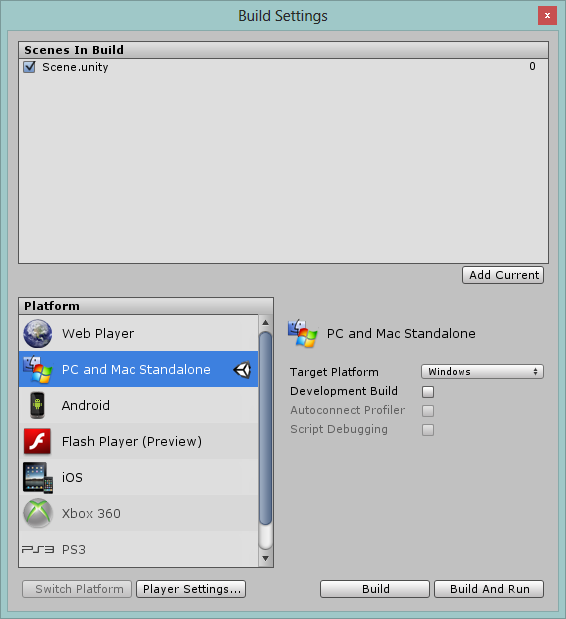 Build Settings
x
Scenes In Build
Scene.unity 0
Add Current
Platform
Web Player
PC and Mac Standalone
Android
Flash Player (Preview)
iOS
Xbox 360
PS3 PS3
Switch Platform
Player Settings...
PC and Mac Standalone
Target Platform Windows
Development Build
Autoconnect Profiler
Script Debugging
Build
Build And Run